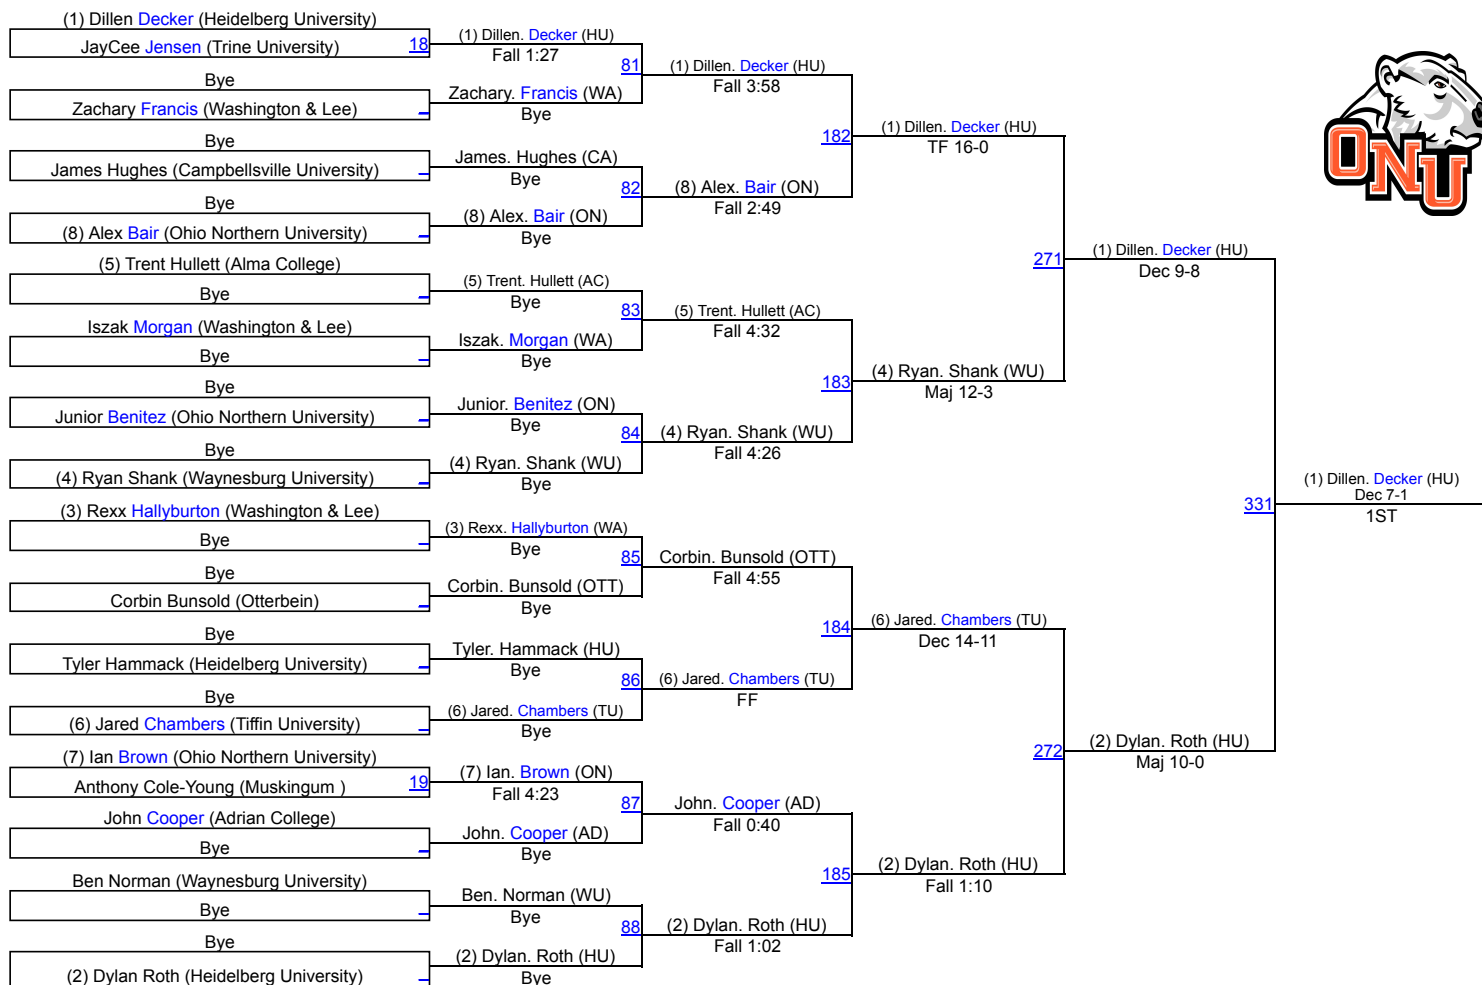 (1) Dillen Decker (Heidelberg University)
JayCee Jensen (Trine University) 18
Bye
Zachary Francis (Washington & Lee)
Bye
James Hughes (Campbellsville University)
Bye
(8) Alex Bair (Ohio Northern University)
(5) Trent Hullett (Alma College)
Bye
Iszak Morgan (Washington & Lee)
Bye
Bye
Junior Benitez (Ohio Northern University)
Bye
(4) Ryan Shank (Waynesburg University)
(3) Rexx Hallyburton (Washington & Lee)
Bye
Bye
Corbin Bunsold (Otterbein)
Bye
Tyler Hammack (Heidelberg University)
Bye
(6) Jared Chambers (Tiffin University)
(7) Ian Brown (Ohio Northern University)
Anthony Cole-Young (Muskingum ) 19
John Cooper (Adrian College)
Bye
Ben Norman (Waynesburg University)
Bye
Bye
(2) Dylan Roth (Heidelberg University)
(1) Dillen. Decker (HU)
Fall 1:27
81
Zachary. Francis (WA)
Bye
James. Hughes (CA)
Bye
82
(8) Alex. Bair (ON)
Bye
(5) Trent. Hullett (AC)
Bye
83
Iszak. Morgan (WA)
Bye
Junior. Benitez (ON)
Bye
84
(4) Ryan. Shank (WU)
Bye
(3) Rexx. Hallyburton (WA)
Bye
85
Corbin. Bunsold (OTT)
Bye
Tyler. Hammack (HU)
Bye
86
(6) Jared. Chambers (TU)
Bye
(7) Ian. Brown (ON)
Fall 4:23
87
John. Cooper (AD)
Bye
Ben. Norman (WU)
Bye
88
(2) Dylan. Roth (HU)
Bye
(1) Dillen. Decker (HU)
Fall 3:58
182
(8) Alex. Bair (ON)
Fall 2:49
(5) Trent. Hullett (AC)
Fall 4:32
183
(4) Ryan. Shank (WU)
Fall 4:26
Corbin. Bunsold (OTT)
Fall 4:55
184
(6) Jared. Chambers (TU)
FF
John. Cooper (AD)
Fall 0:40
185
(2) Dylan. Roth (HU)
Fall 1:02
(1) Dillen. Decker (HU)
TF 16-0
271
(4) Ryan. Shank (WU)
Maj 12-3
(6) Jared. Chambers (TU)
Dec 14-11
272
(2) Dylan. Roth (HU)
Fall 1:10
(1) Dillen. Decker (HU)
Dec 9-8
331
(2) Dylan. Roth (HU)
Maj 10-0
(1) Dillen. Decker (HU)
Dec 7-1
1ST
ONU